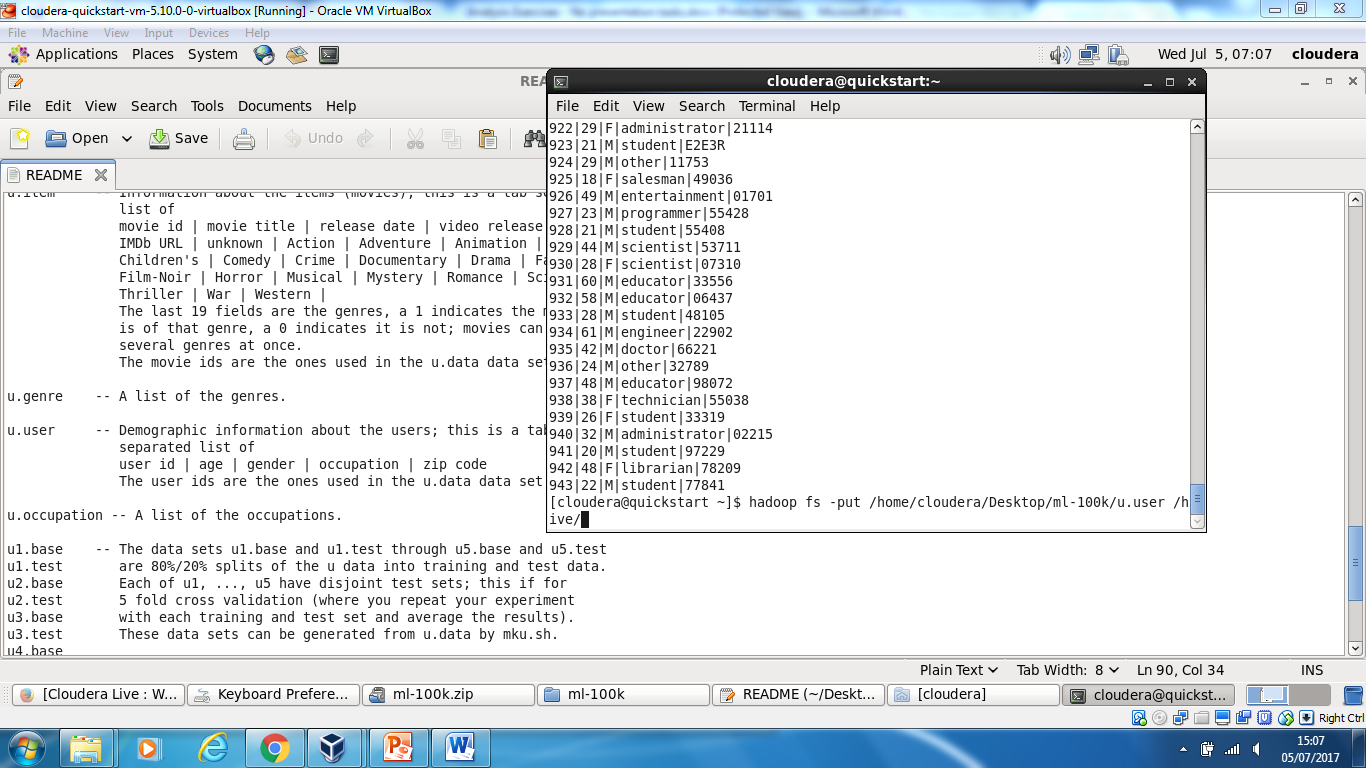 cloudera-quickstart-vm-5.10.0-0-virtualbox [Running] - Oracle VM VirtualBox
File Machine View Input Devices Help
Applications Places System Wed Jul 5, 07:07 cloudera
REA
File Edit View Search Tools Documents Help
Open Save Undo
README
u.item -- Information about the items (movies); this is a tab s
list of
movie id | movie title | release date | video release
IMDb URL | unknown | Action | Adventure | Animation |
Children's | Comedy | Crime | Documentary | Drama | Fa
Film-Noir | Horror | Musical | Mystery | Romance | Sci
Thriller | War | Western |
The last 19 fields are the genres, a 1 indicates the m
is of that genre, a 0 indicates it is not; movies can
several genres at once.
The movie ids are the ones used in the u.data data set
u.genre -- A list of the genres.
u.user -- Demographic information about the users; this is a tab
separated list of
user id | age | gender | occupation | zip code
The user ids are the ones used in the u.data data set
u.occupation -- A list of the occupations.
u1.base -- The data sets u1.base and u1.test through u5.base and u5.test
u1.test are 80%/20% splits of the u data into training and test data.
u2.base Each of u1, ..., u5 have disjoint test sets; this if for
u2.test 5 fold cross validation (where you repeat your experiment
u3.base with each training and test set and average the results).
u3.test These data sets can be generated from u.data by mku.sh.
u4.base
cloudera@quickstart:~
File Edit View Search Terminal Help
922|29|F|administrator|21114
923|21|M|student|E2E3R
924|29|M|other|11753
925|18|F|salesman|49036
926|49|M|entertainment|01701
927|23|M|programmer|55428
928|21|M|student|55408
929|44|M|scientist|53711
930|28|F|scientist|07310
931|60|M|educator|33556
932|58|M|educator|06437
933|28|M|student|48105
934|61|M|engineer|22902
935|42|M|doctor|66221
936|24|M|other|32789
937|48|M|educator|98072
938|38|F|technician|55038
939|26|F|student|33319
940|32|M|administrator|02215
941|20|M|student|97229
942|48|F|librarian|78209
943|22|M|student|77841
[cloudera@quickstart ~]$ hadoop fs -put /home/cloudera/Desktop/ml-100k/u.user /h
ive/
Plain Text Tab Width: 8 Ln 90, Col 34 INS
[Cloudera Live : W... Keyboard Prefere... ml-100k.zip ml-100k README (~/Deskt... [cloudera] cloudera@quickst...
Right Ctrl
15:07
05/07/2017